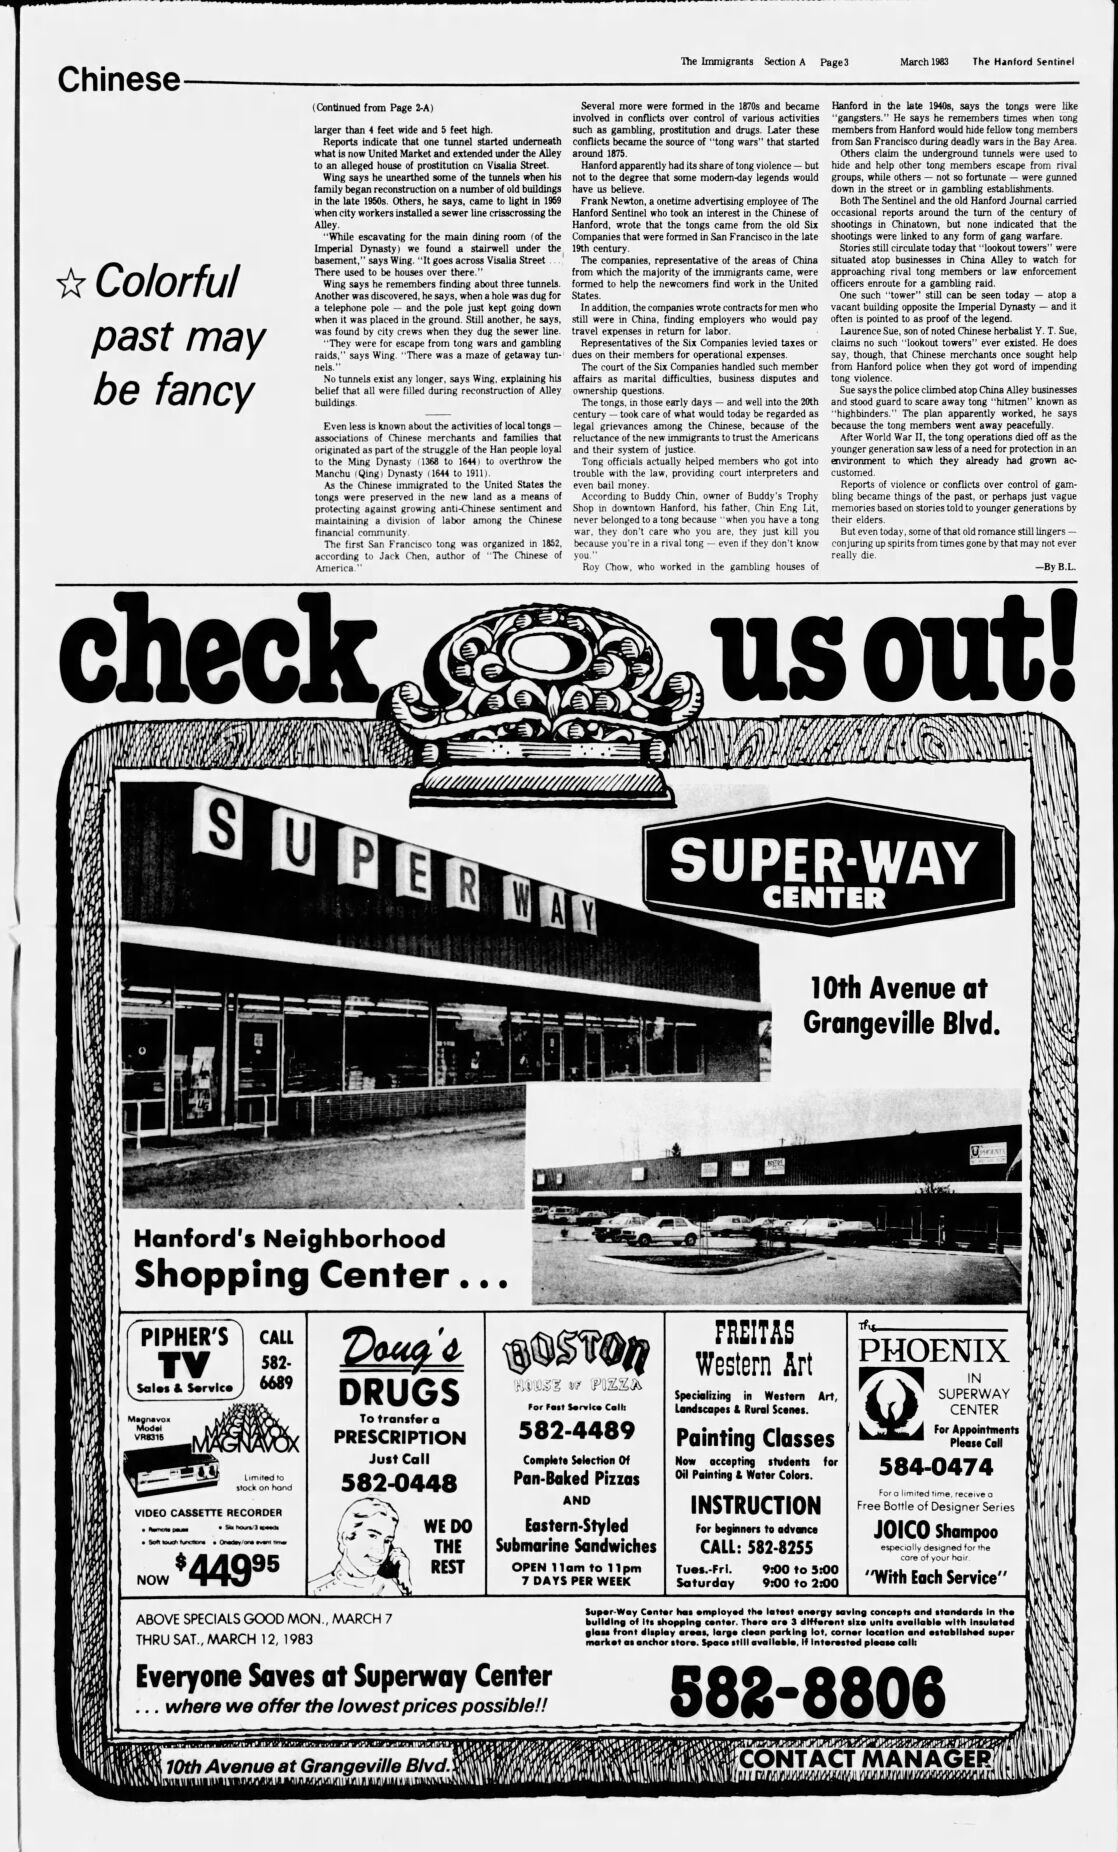 The Immigrants Section A Page 3 March 1983 The Hanford Sentinel
Chinese
☆ Colorful
past may
be fancy
(Continued from Page 2-A)
larger than 4 feet wide and 5 feet high.
Reports indicate that one tunnel started underneath
what is now United Market and extended under the Alley
to an alleged house of prostitution on Visalia Street.
Wing says he unearthed some of the tunnels when his
family began reconstruction on a number of old buildings
in the late 1950s. Others, he says, came to light in 1959
when city workers installed a sewer line crisscrossing the
Alley.
"While escavating for the main dining room (of the
Imperial Dynasty) we found a stairwell under the
basement," says Wing. "It goes across Visalia Street ...
There used to be houses over there."
Wing says he remembers finding about three tunnels.
Another was discovered, he says, when a hole was dug for
a telephone pole — and the pole just kept going down
when it was placed in the ground. Still another, he says,
was found by city crews when they dug the sewer line.
"They were for escape from tong wars and gambling
raids," says Wing. "There was a maze of getaway tun-
nels."
No tunnels exist any longer, says Wing, explaining his
belief that all were filled during reconstruction of Alley
buildings.
Even less is known about the activities of local tongs —
associations of Chinese merchants and families that
originated as part of the struggle of the Han people loyal
to the Ming Dynasty (1368 to 1644) to overthrow the
Manchu (Qing) Dynasty (1644 to 1911).
As the Chinese immigrated to the United States the
tongs were preserved in the new land as a means of
protecting against growing anti-Chinese sentiment and
maintaining a division of labor among the Chinese
financial community.
The first San Francisco tong was organized in 1852,
according to Jack Chen, author of "The Chinese of
America."
Several more were formed in the 1870s and became
involved in conflicts over control of various activities
such as gambling, prostitution and drugs. Later these
conflicts became the source of "tong wars" that started
around 1875.
Hanford apparently had its share of tong violence — but
not to the degree that some modern-day legends would
have us believe.
Frank Newton, a onetime advertising employee of The
Hanford Sentinel who took an interest in the Chinese of
Hanford, wrote that the tongs came from the old Six
Companies that were formed in San Francisco in the late
19th century.
The companies, representative of the areas of China
from which the majority of the immigrants came, were
formed to help the newcomers find work in the United
States.
In addition, the companies wrote contracts for men who
still were in China, finding employers who would pay
travel expenses in return for labor.
Representatives of the Six Companies levied taxes or
dues on their members for operational expenses.
The court of the Six Companies handled such member
affairs as marital difficulties, business disputes and
ownership questions.
The tongs, in those early days — and well into the 20th
century — took care of what would today be regarded as
legal grievances among the Chinese, because of the
reluctance of the new immigrants to trust the Americans
and their system of justice.
Tong officials actually helped members who got into
trouble with the law, providing court interpreters and
even bail money.
According to Buddy Chin, owner of Buddy's Trophy
Shop in downtown Hanford, his father, Chin Eng Lit,
never belonged to a tong because "when you have a tong
war, they don't care who you are, they just kill you
because you're in a rival tong — even if they don't know
you."
Roy Chow, who worked in the gambling houses of
Hanford in the late 1940s, says the tongs were like
"gangsters." He says he remembers times when tong
members from Hanford would hide fellow tong members
from San Francisco during deadly wars in the Bay Area.
Others claim the underground tunnels were used to
hide and help other tong members escape from rival
groups, while others — not so fortunate — were gunned
down in the street or in gambling establishments.
Both The Sentinel and the old Hanford Journal carried
occasional reports around the turn of the century of
shootings in Chinatown, but none indicated that the
shootings were linked to any form of gang warfare.
Stories still circulate today that "lookout towers" were
situated atop businesses in China Alley to watch for
approaching rival tong members or law enforcement
officers enroute for a gambling raid.
One such "tower" still can be seen today — atop a
vacant building opposite the Imperial Dynasty — and it
often is pointed to as proof of the legend.
Laurence Sue, son of noted Chinese herbalist Y. T. Sue,
claims no such "lookout towers" ever existed. He does
say, though, that Chinese merchants once sought help
from Hanford police when they got word of impending
tong violence.
Sue says the police climbed atop China Alley businesses
and stood guard to scare away tong "hitmen" known as
"highbinders." The plan apparently worked, he says
because the tong members went away peacefully.
After World War II, the tong operations died off as the
younger generation saw less of a need for protection in an
environment to which they already had grown ac-
customed.
Reports of violence or conflicts over control of gam-
bling became things of the past, or perhaps just vague
memories based on stories told to younger generations by
their elders.
But even today, some of that old romance still lingers —
conjuring up spirits from times gone by that may not ever
really die.
—By B.L.
check us out!
SUPER WAY
SUPER-WAY
CENTER
10th Avenue at
Grangeville Blvd.
PHOENIX
BOSTON
Hanford's Neighborhood
Shopping Center . . .
PIPHER'S
TV
Sales & Service
CALL
582-
6689
Magnavox
Model
VR8315
MAGNAVOX
MAGNAVOX
MAGNAVOX
Limited to
stock on hand
VIDEO CASSETTE RECORDER
• Remote pause • Six hours/3 speeds
• Soft touch functions • Oneday/one event timer
NOW $44995
Doug's
DRUGS
To transfer a
PRESCRIPTION
Just Call
582-0448
WE DO
THE
REST
BOSTON
HOUSE OF PIZZA
For Fast Service Call:
582-4489
Complete Selection Of
Pan-Baked Pizzas
AND
Eastern-Styled
Submarine Sandwiches
OPEN 11am to 11pm
7 DAYS PER WEEK
FREITAS
Western Art
Specializing in Western Art,
Landscapes & Rural Scenes.
Painting Classes
Now accepting students for
Oil Painting & Water Colors.
INSTRUCTION
For beginners to advance
CALL: 582-8255
Tues.-Fri. 9:00 to 5:00
Saturday 9:00 to 2:00
The
PHOENIX
IN
SUPERWAY
CENTER
For Appointments
Please Call
584-0474
For a limited time, receive a
Free Bottle of Designer Series
JOICO Shampoo
especially designed for the
care of your hair.
"With Each Service"
ABOVE SPECIALS GOOD MON., MARCH 7
THRU SAT., MARCH 12, 1983
Everyone Saves at Superway Center
. . . where we offer the lowest prices possible!!
Super-Way Center has employed the latest energy saving concepts and standards in the
building of its shopping center. There are 3 different size units available with insulated
glass front display areas, large clean parking lot, corner location and established super
market as anchor store. Space still available, if interested please call:
582-8806
10th Avenue at Grangeville Blvd.
CONTACT MANAGER